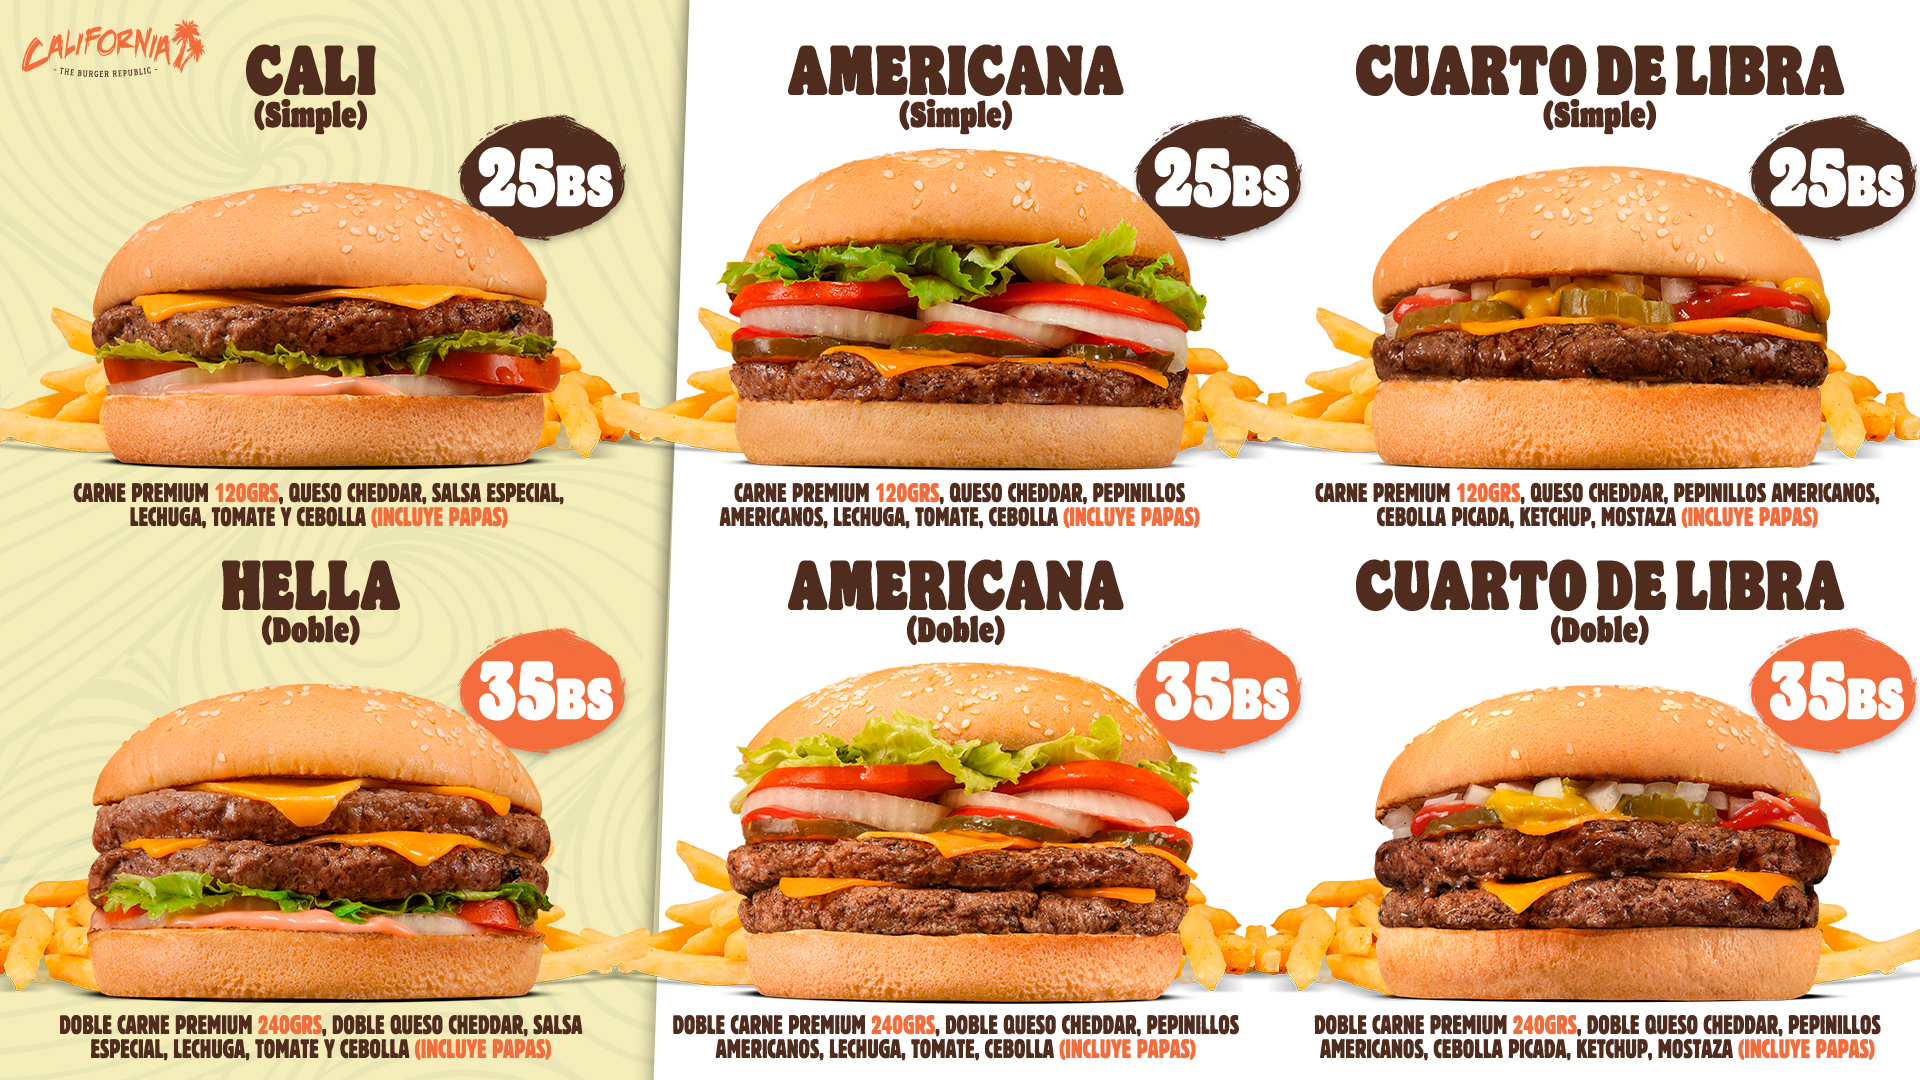 CALIFORNIA
- THE BURGER REPUBLIC -
CALI
(Simple)
25BS
CARNE PREMIUM 120GRS, QUESO CHEDDAR, SALSA ESPECIAL,
LECHUGA, TOMATE Y CEBOLLA (INCLUYE PAPAS)
AMERICANA
(Simple)
25BS
CARNE PREMIUM 120GRS, QUESO CHEDDAR, PEPINILLOS
AMERICANOS, LECHUGA, TOMATE, CEBOLLA (INCLUYE PAPAS)
CUARTO DE LIBRA
(Simple)
25BS
CARNE PREMIUM 120GRS, QUESO CHEDDAR, PEPINILLOS AMERICANOS,
CEBOLLA PICADA, KETCHUP, MOSTAZA (INCLUYE PAPAS)
HELLA
(Doble)
35BS
DOBLE CARNE PREMIUM 240GRS, DOBLE QUESO CHEDDAR, SALSA
ESPECIAL, LECHUGA, TOMATE Y CEBOLLA (INCLUYE PAPAS)
AMERICANA
(Doble)
35BS
DOBLE CARNE PREMIUM 240GRS, DOBLE QUESO CHEDDAR, PEPINILLOS
AMERICANOS, LECHUGA, TOMATE, CEBOLLA (INCLUYE PAPAS)
CUARTO DE LIBRA
(Doble)
35BS
DOBLE CARNE PREMIUM 240GRS, DOBLE QUESO CHEDDAR, PEPINILLOS
AMERICANOS, CEBOLLA PICADA, KETCHUP, MOSTAZA (INCLUYE PAPAS)